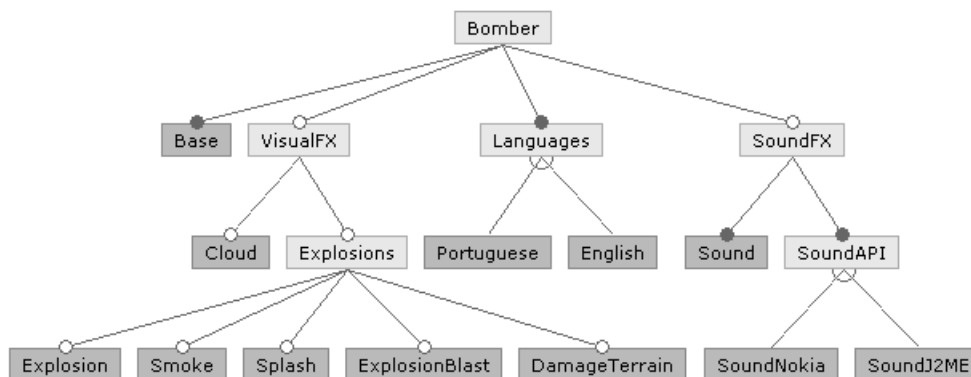 Bomber
Base VisualFX Languages SoundFX
Cloud Explosions Portuguese English Sound SoundAPI
Explosion Smoke Splash ExplosionBlast DamageTerrain SoundNokia SoundJ2ME